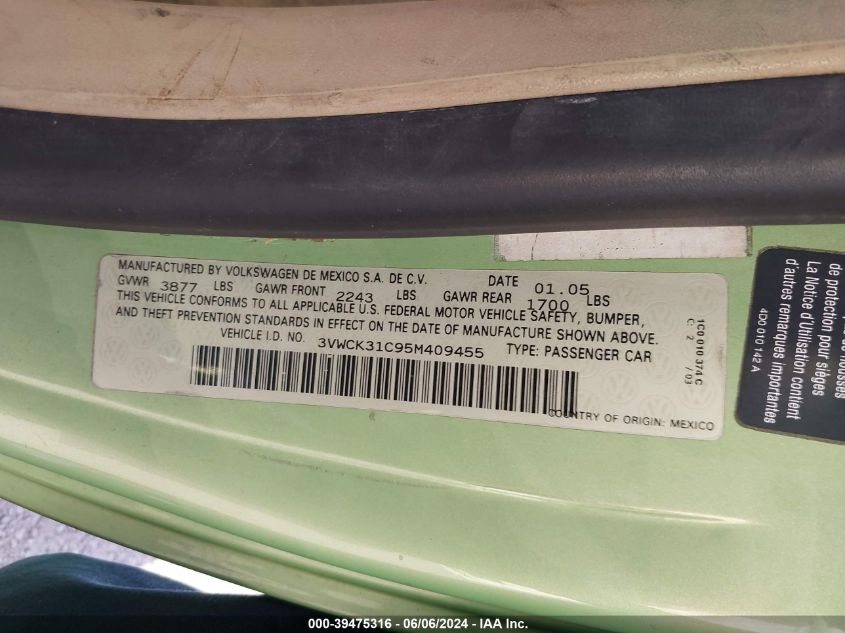 MANUFACTURED BY VOLKSWAGEN DE MEXICO S.A. DE C.V. DATE 01.05
GVWR 3877 LBS GAWR FRONT 2243 LBS GAWR REAR 1700 LBS
THIS VEHICLE CONFORMS TO ALL APPLICABLE U.S. FEDERAL MOTOR VEHICLE SAFETY, BUMPER,
AND THEFT PREVENTION STANDARDS IN EFFECT ON THE DATE OF MANUFACTURE SHOWN ABOVE.
VEHICLE I.D. NO. 3VWCK31C95M409455 TYPE: PASSENGER CAR
COUNTRY OF ORIGIN: MEXICO
1C0 010 374 C
C: 2 / 03
de protection pour sièges
La Notice d'Utilisation contient
d'autres remarques importantes
4D0 010 142 A
000-39475316 - 06/06/2024 - IAA Inc.